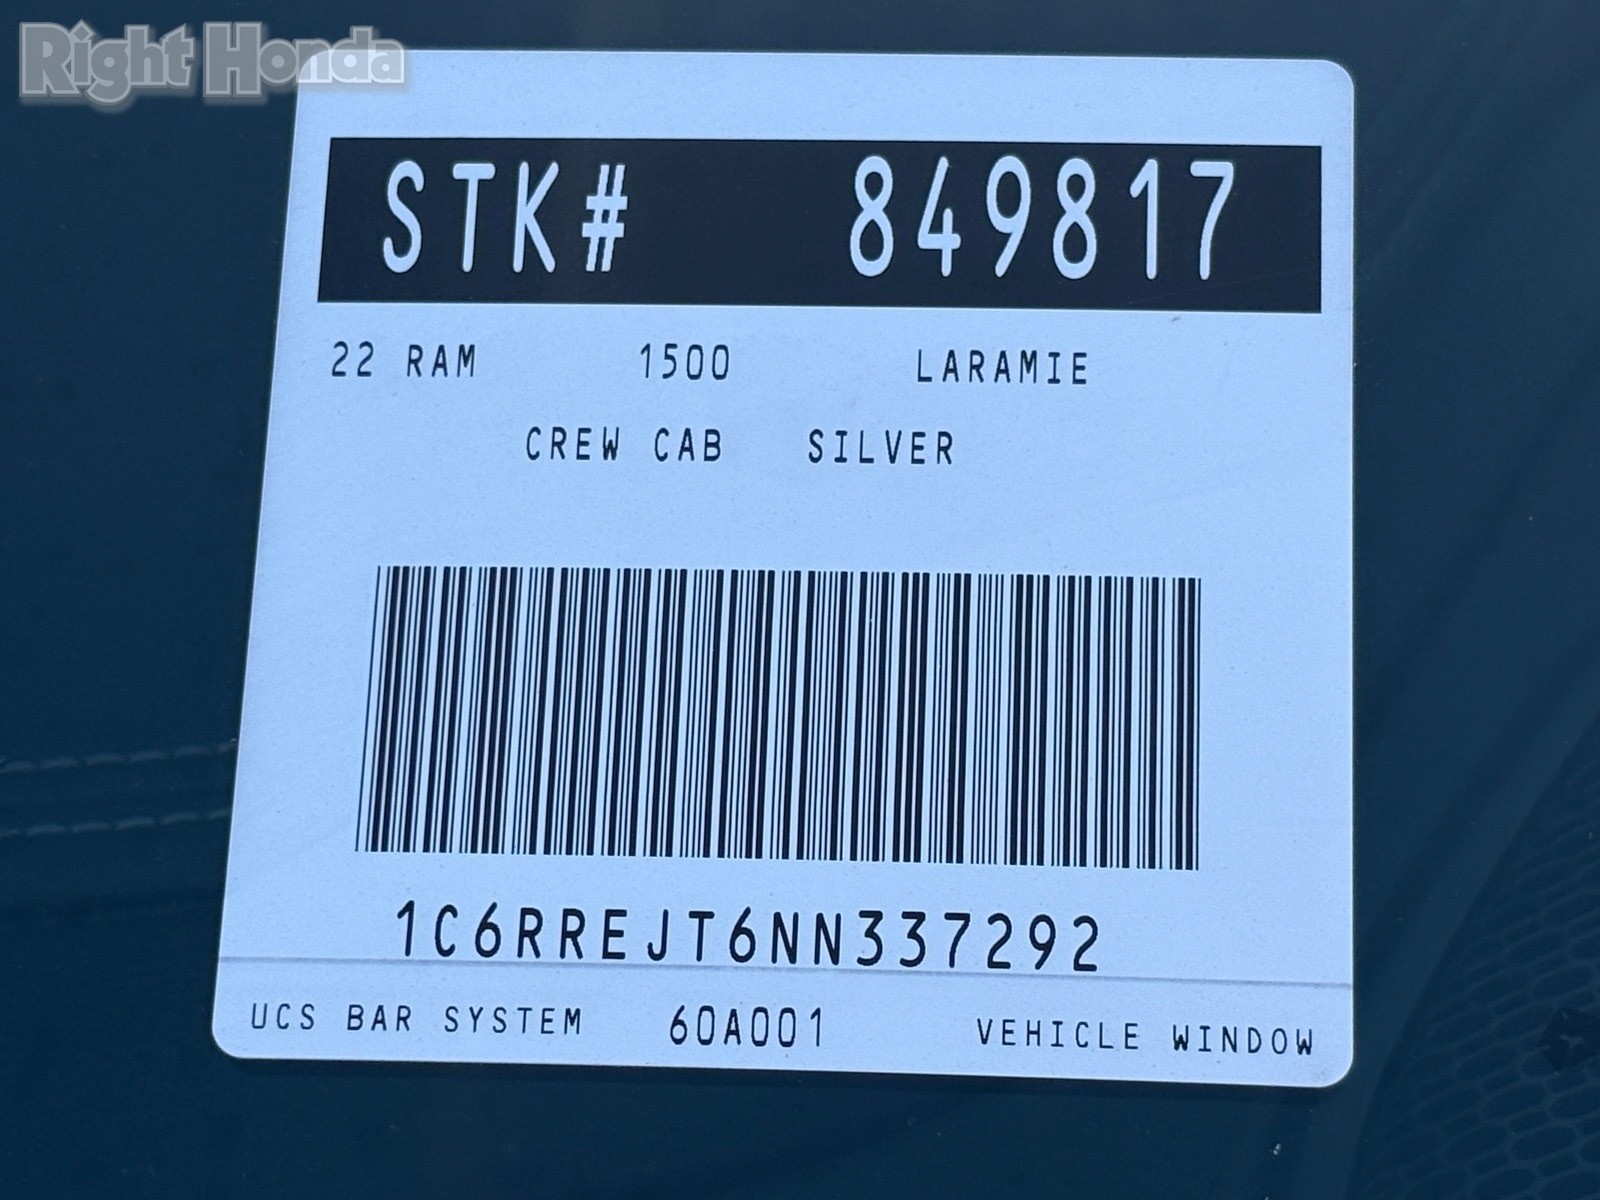 Right Honda
STK# 849817
22 RAM 1500 LARAMIE
CREW CAB SILVER
1C6RREJT6NN337292
UCS BAR SYSTEM 60A001 VEHICLE WINDOW